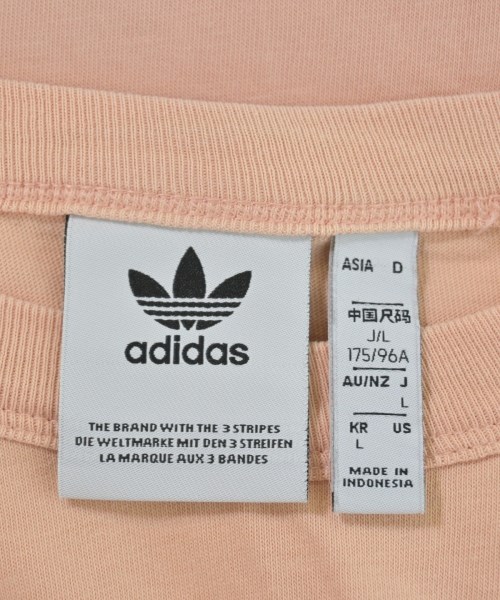 adidas
THE BRAND WITH THE 3 STRIPES
DIE WELTMARKE MIT DEN 3 STREIFEN
LA MARQUE AUX 3 BANDES
ASIA D
中国尺码
J/L
175/96A
AU/NZ J
L
KR US
L
MADE IN
INDONESIA